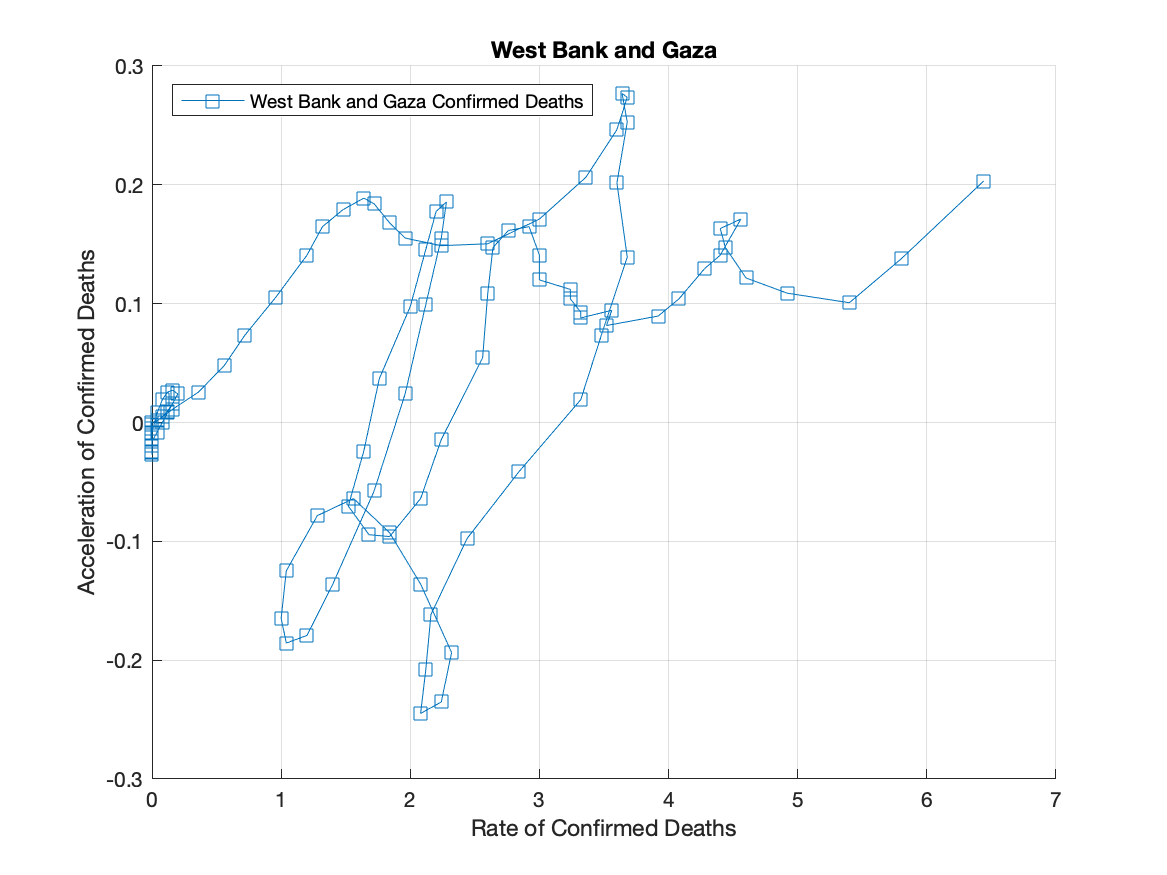 West Bank and Gaza
West Bank and Gaza Confirmed Deaths
Acceleration of Confirmed Deaths
0.3
0.2
0.1
0
-0.1
-0.2
-0.3
0 1 2 3 4 5 6 7
Rate of Confirmed Deaths